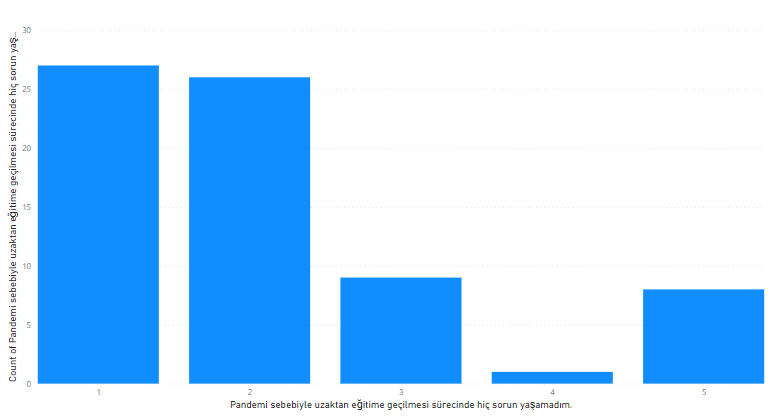 30
25
20
15
10
5
0
Count of Pandemi sebebiyle uzaktan eğitime geçilmesi sürecinde hiç sorun yaş...
1 2 3 4 5
Pandemi sebebiyle uzaktan eğitime geçilmesi sürecinde hiç sorun yaşamadım.